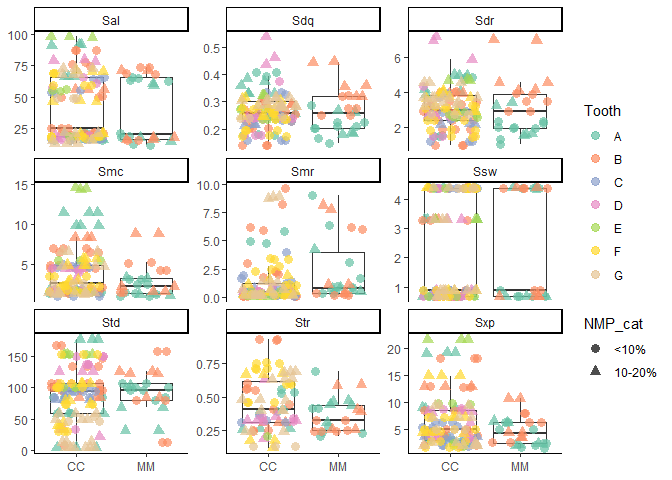 Sal Sdq Sdr
100
75
50
25
0.5
0.4
0.3
0.2
6
4
2
Smc Smr Ssw
15
10
5
10.0
7.5
5.0
2.5
0.0
4
3
2
1
Std Str Sxp
150
100
50
0
0.75
0.50
0.25
20
15
10
5
CC MM CC MM CC MM
Tooth
A
B
C
D
E
F
G
NMP_cat
<10%
10-20%